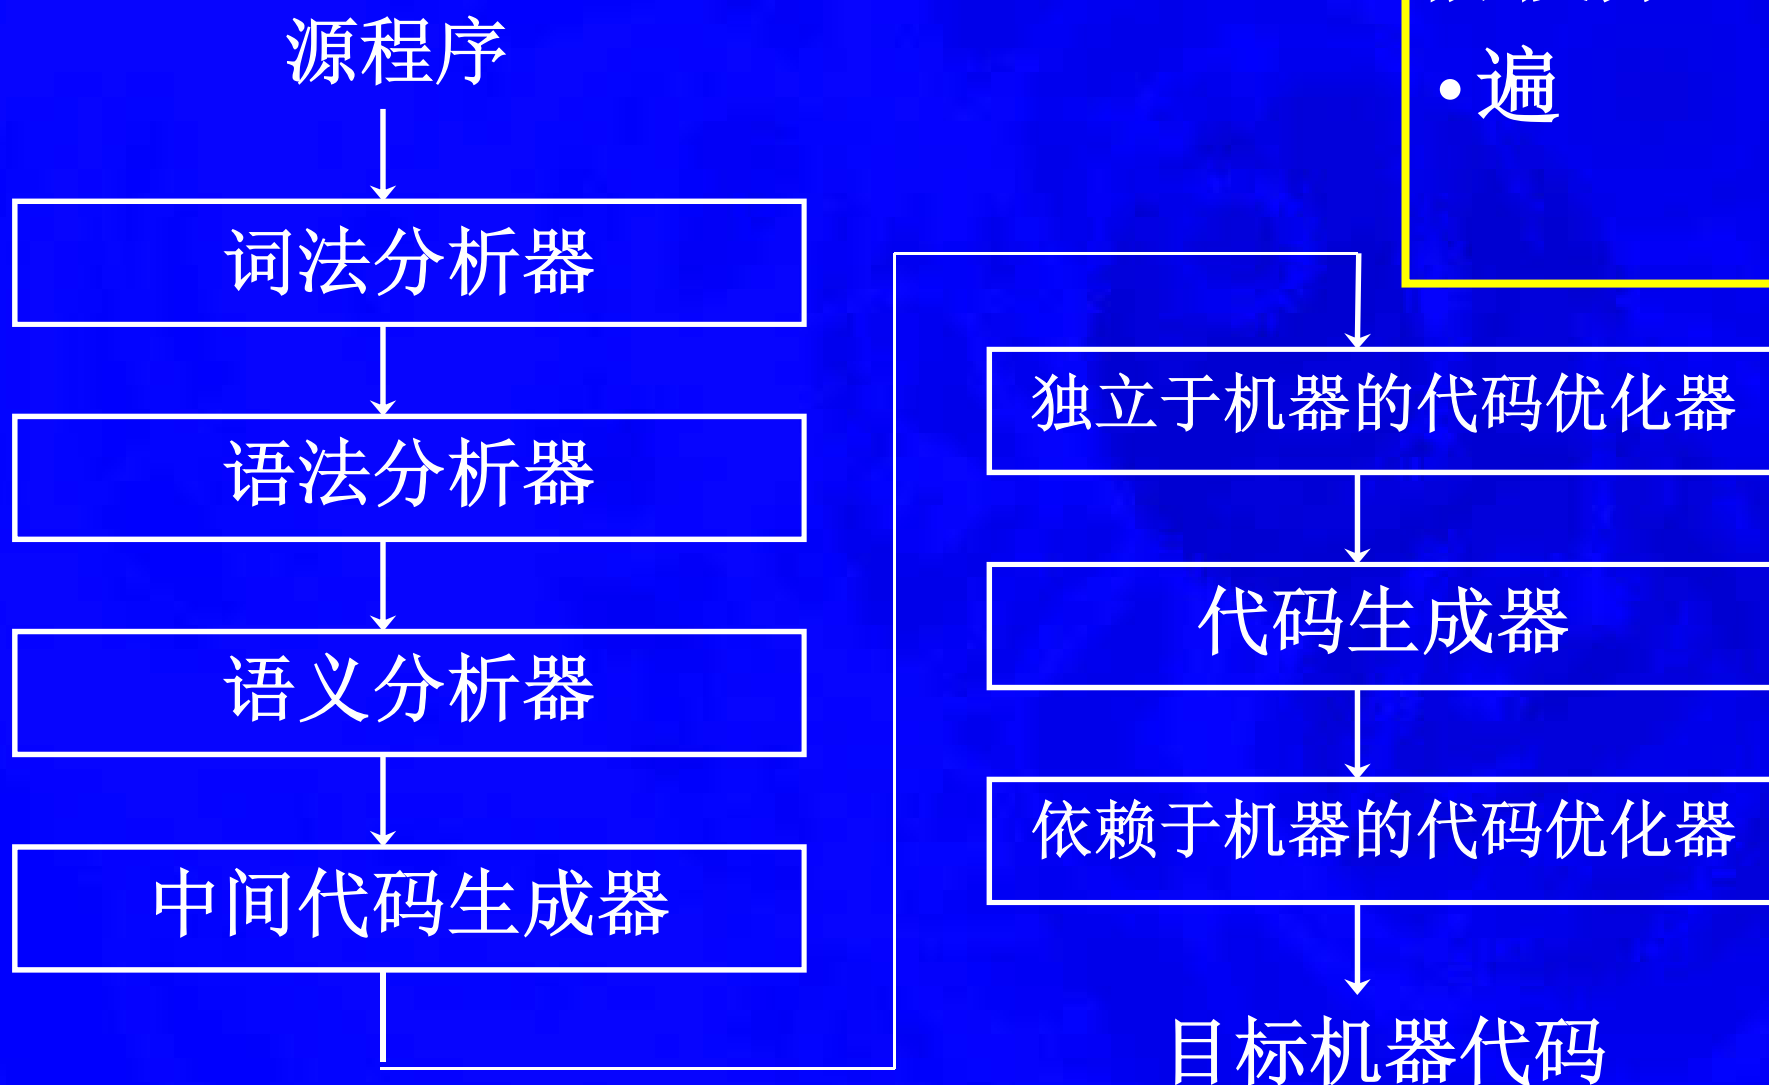 源程序
词法分析器
语法分析器
语义分析器
中间代码生成器
• 遍
独立于机器的代码优化器
代码生成器
依赖于机器的代码优化器
目标机器代码